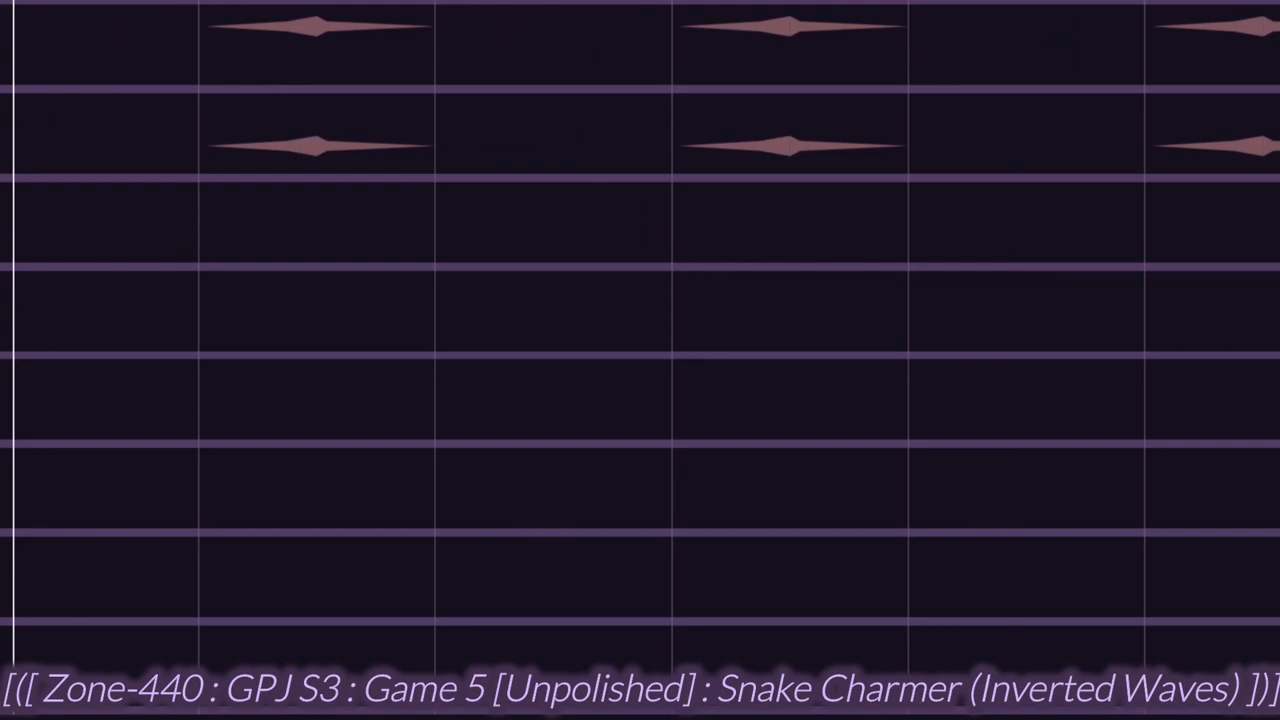 [([ Zone-440 : GPJ S3 : Game 5 [Unpolished] : Snake Charmer (Inverted Waves) ])]